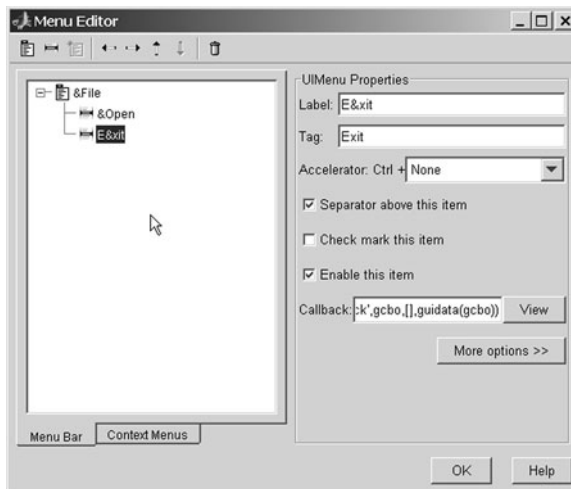 Menu Editor
UIMenu Properties
&File
&Open
E&xit
Label: E&xit
Tag: Exit
Accelerator: Ctrl + None
Separator above this item
Check mark this item
Enable this item
Callback: ck',gcbo,[],guidata(gcbo)) View
More options >>
Menu Bar Context Menus
OK Help